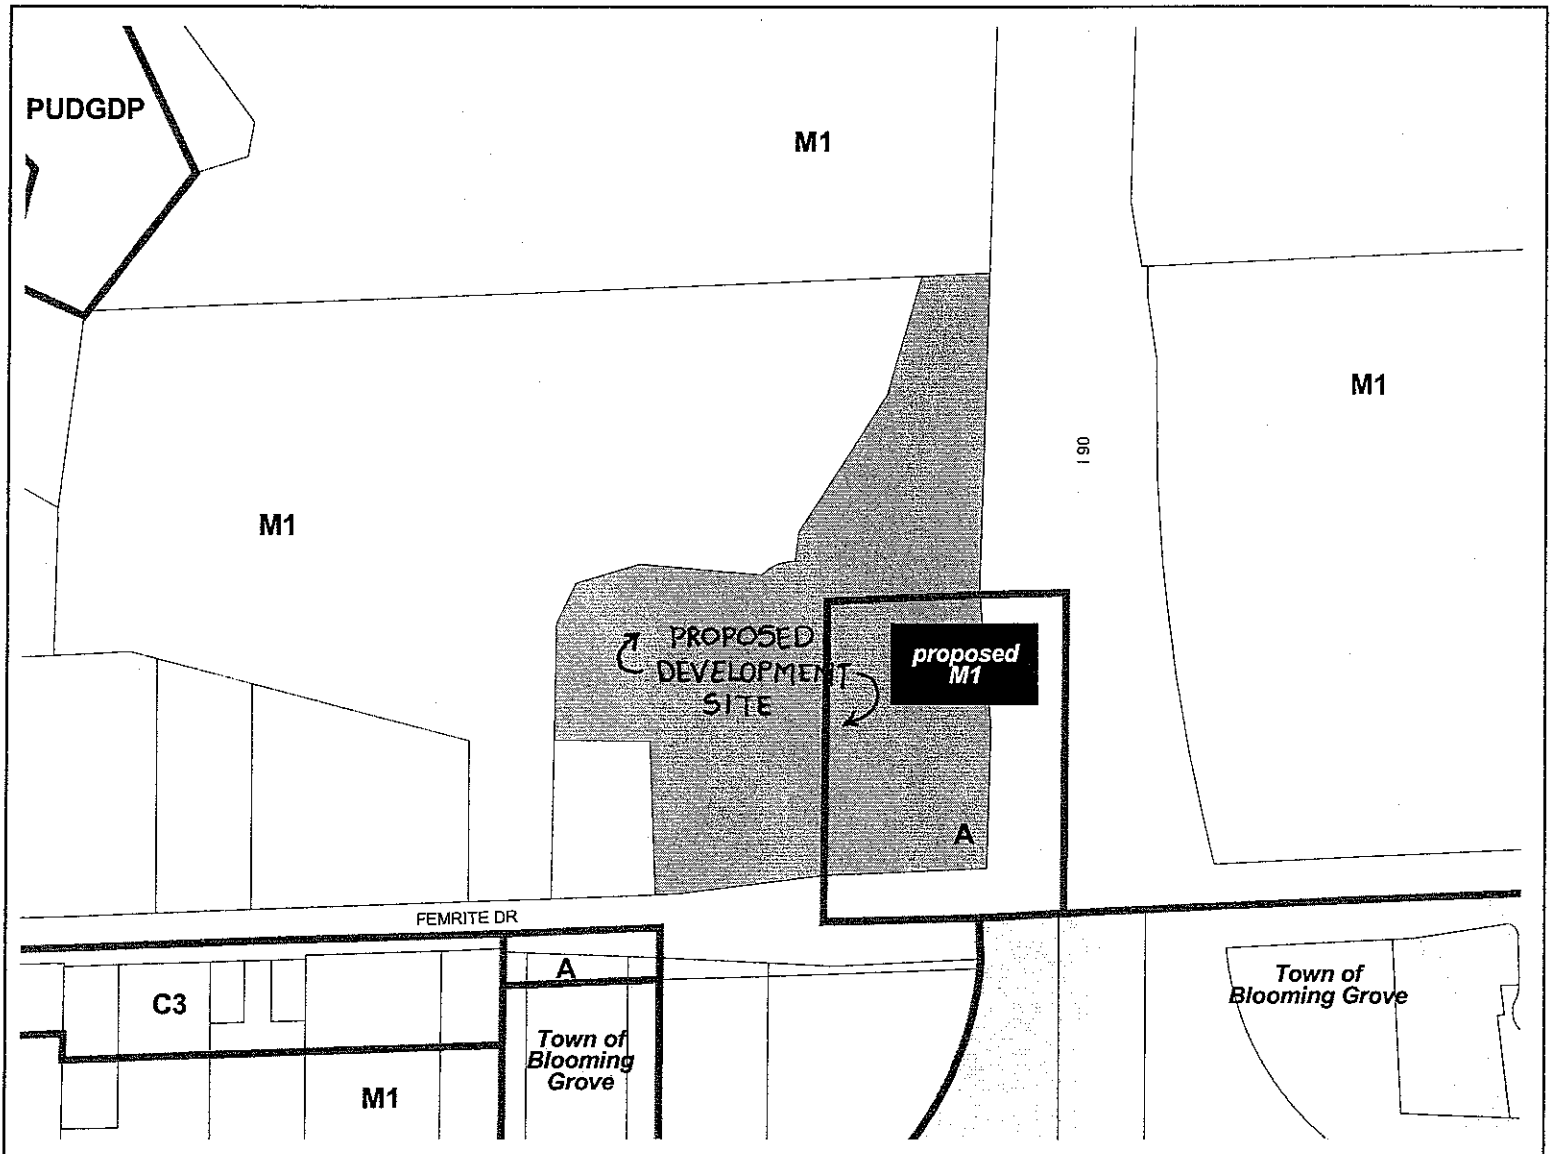 PUDGDP
M1
M1
I 90
M1
PROPOSED
DEVELOPMENT
SITE
proposed
M1
A
FEMRITE DR
A
C3
Town of
Blooming
Grove
Town of
Blooming Grove
M1